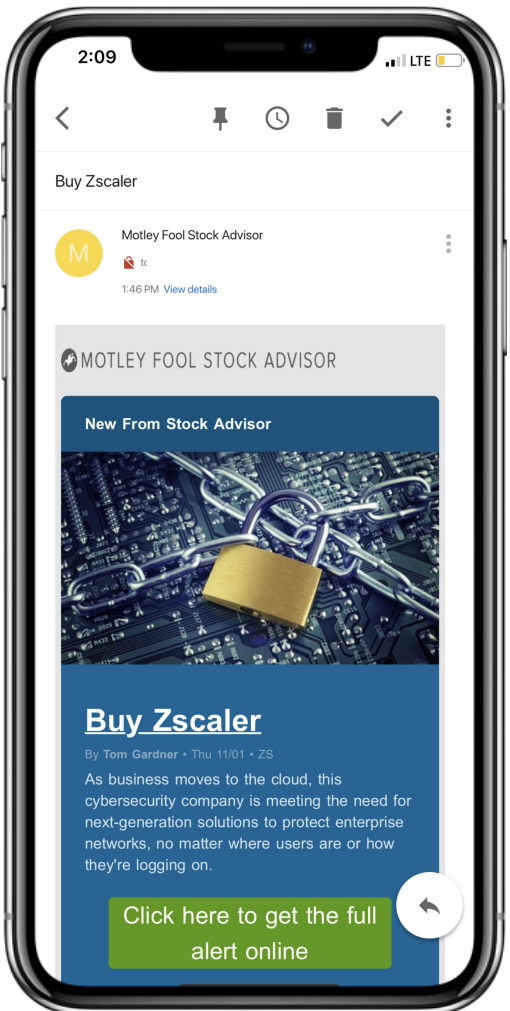 2:09
LTE
Buy Zscaler
M
Motley Fool Stock Advisor
1:46 PM View details
MOTLEY FOOL STOCK ADVISOR
New From Stock Advisor
Buy Zscaler
By Tom Gardner • Thu 11/01 • ZS
As business moves to the cloud, this
cybersecurity company is meeting the need for
next-generation solutions to protect enterprise
networks, no matter where users are or how
they're logging on.
Click here to get the full
alert online